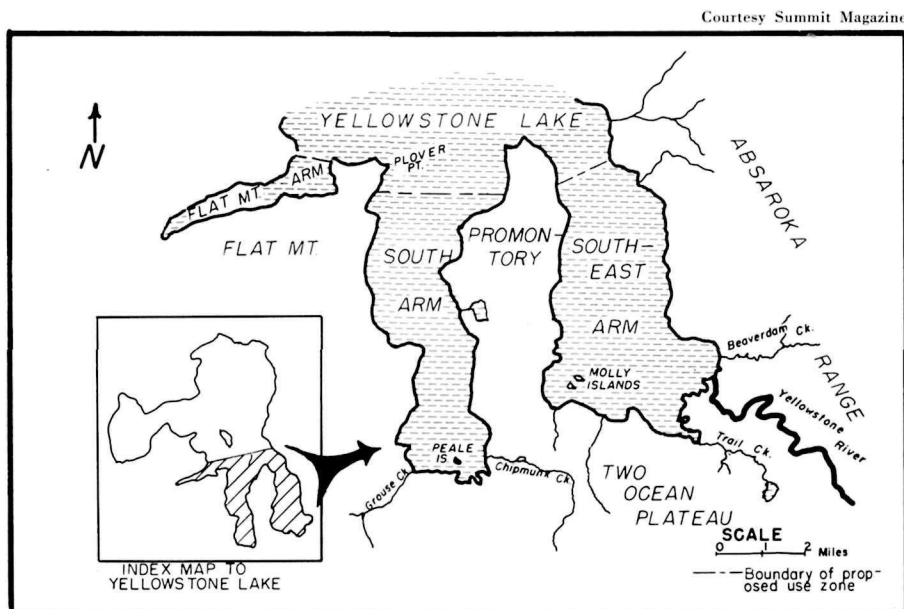 Courtesy Summit Magazine
N
YELLOWSTONE LAKE
PLOVER
PT.
FLAT MT. ARM
FLAT MT.
SOUTH
ARM
PROMON-
TORY
SOUTH-
EAST
ARM
ABSAROKA
RANGE
Beaverdam Ck.
Yellowstone
River
MOLLY
ISLANDS
Trail Ck.
PEALE
IS.
Grouse Ck.
Chipmunk Ck.
TWO
OCEAN
PLATEAU
SCALE
0 1 2 Miles
Boundary of prop-
osed use zone
INDEX MAP TO
YELLOWSTONE LAKE